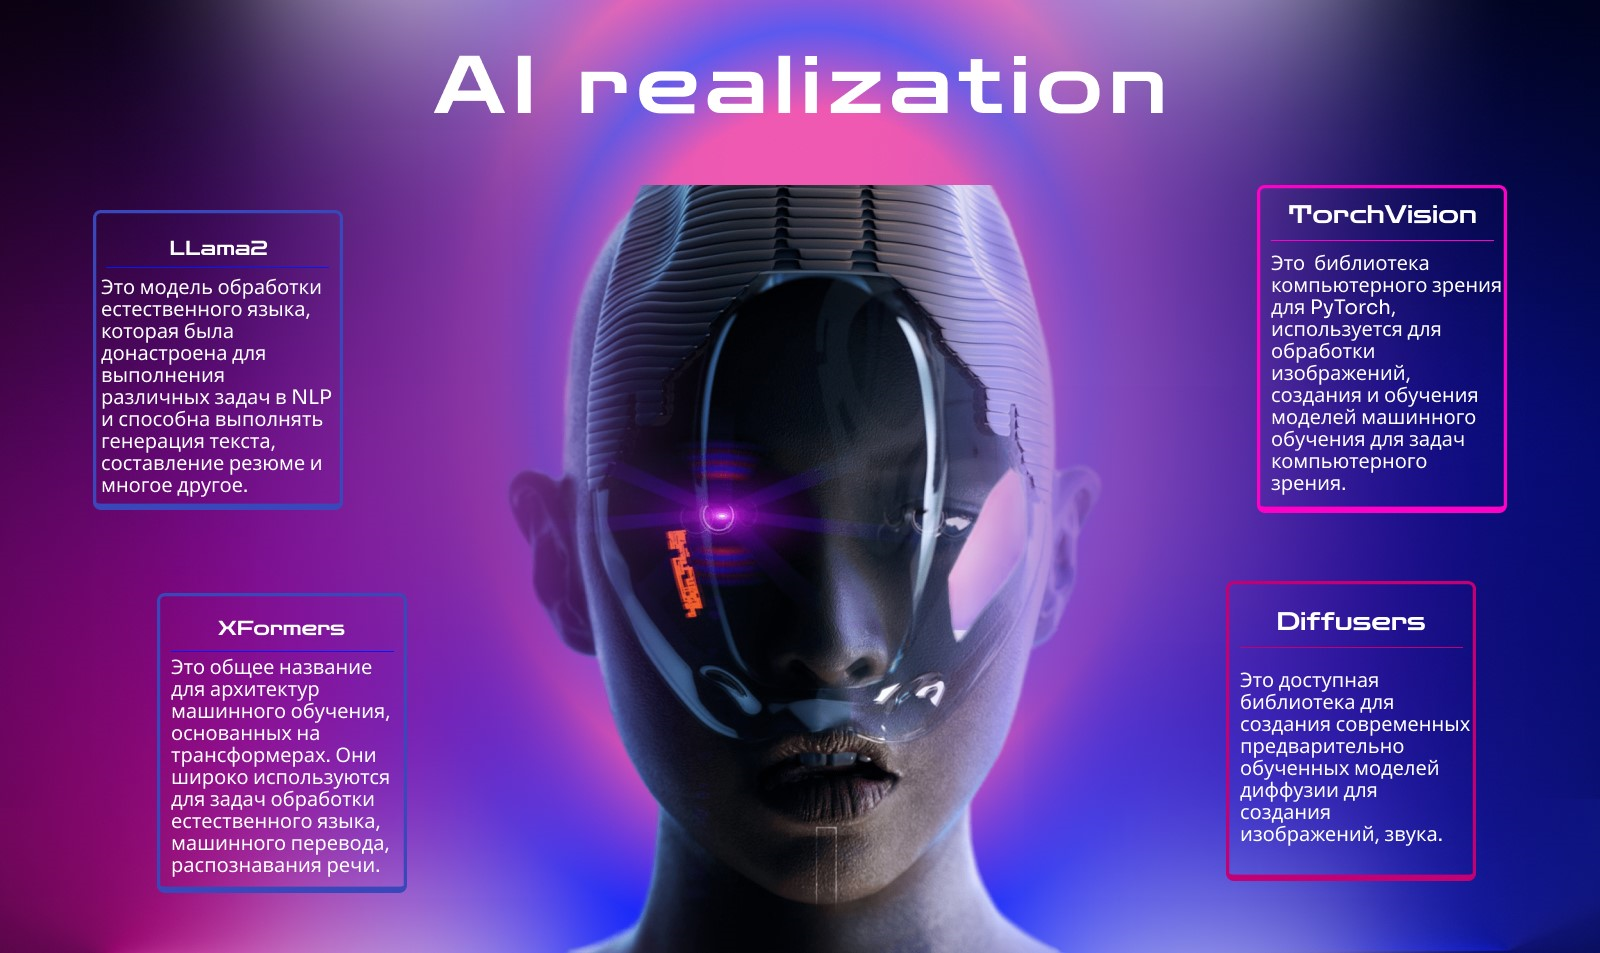 AI realization
LLama2
Это модель обработки
естественного языка,
которая была
донастроена для
выполнения
различных задач в NLP
и способна выполнять
генерация текста,
составление резюме и
многое другое.
XFormers
Это общее название
для архитектур
машинного обучения,
основанных на
трансформерах. Они
широко используются
для задач обработки
естественного языка,
машинного перевода,
распознавания речи.
TorchVision
Это  библиотека
компьютерного зрения
для PyTorch,
используется для
обработки
изображений,
создания и обучения
моделей машинного
обучения для задач
компьютерного
зрения.
Diffusers
Это доступная
библиотека для
создания современных
предварительно
обученных моделей
диффузии для
создания
изображений, звука.